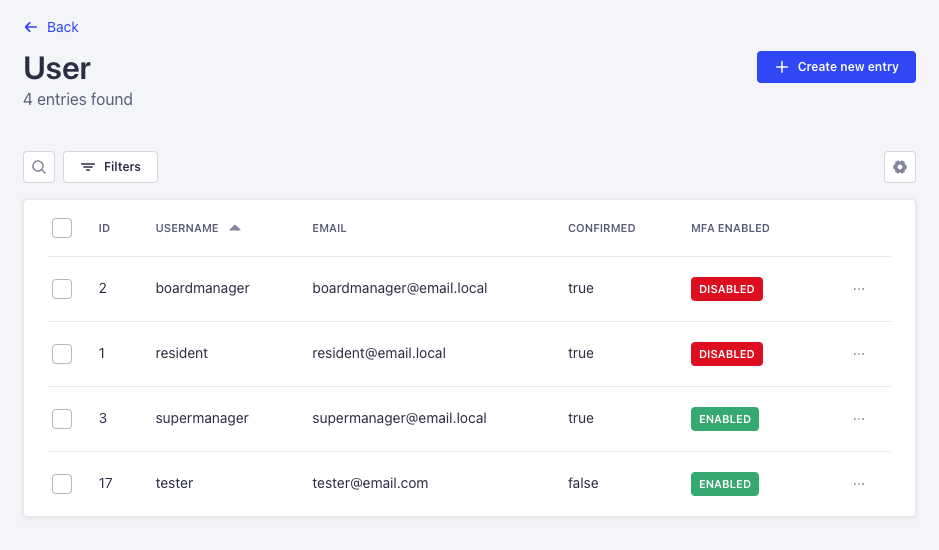 Back
User
Create new entry
4 entries found
Filters
ID USERNAME EMAIL CONFIRMED MFA ENABLED
2 boardmanager boardmanager@email.local true DISABLED ...
1 resident resident@email.local true DISABLED ...
3 supermanager supermanager@email.local true ENABLED ...
17 tester tester@email.com false ENABLED ...